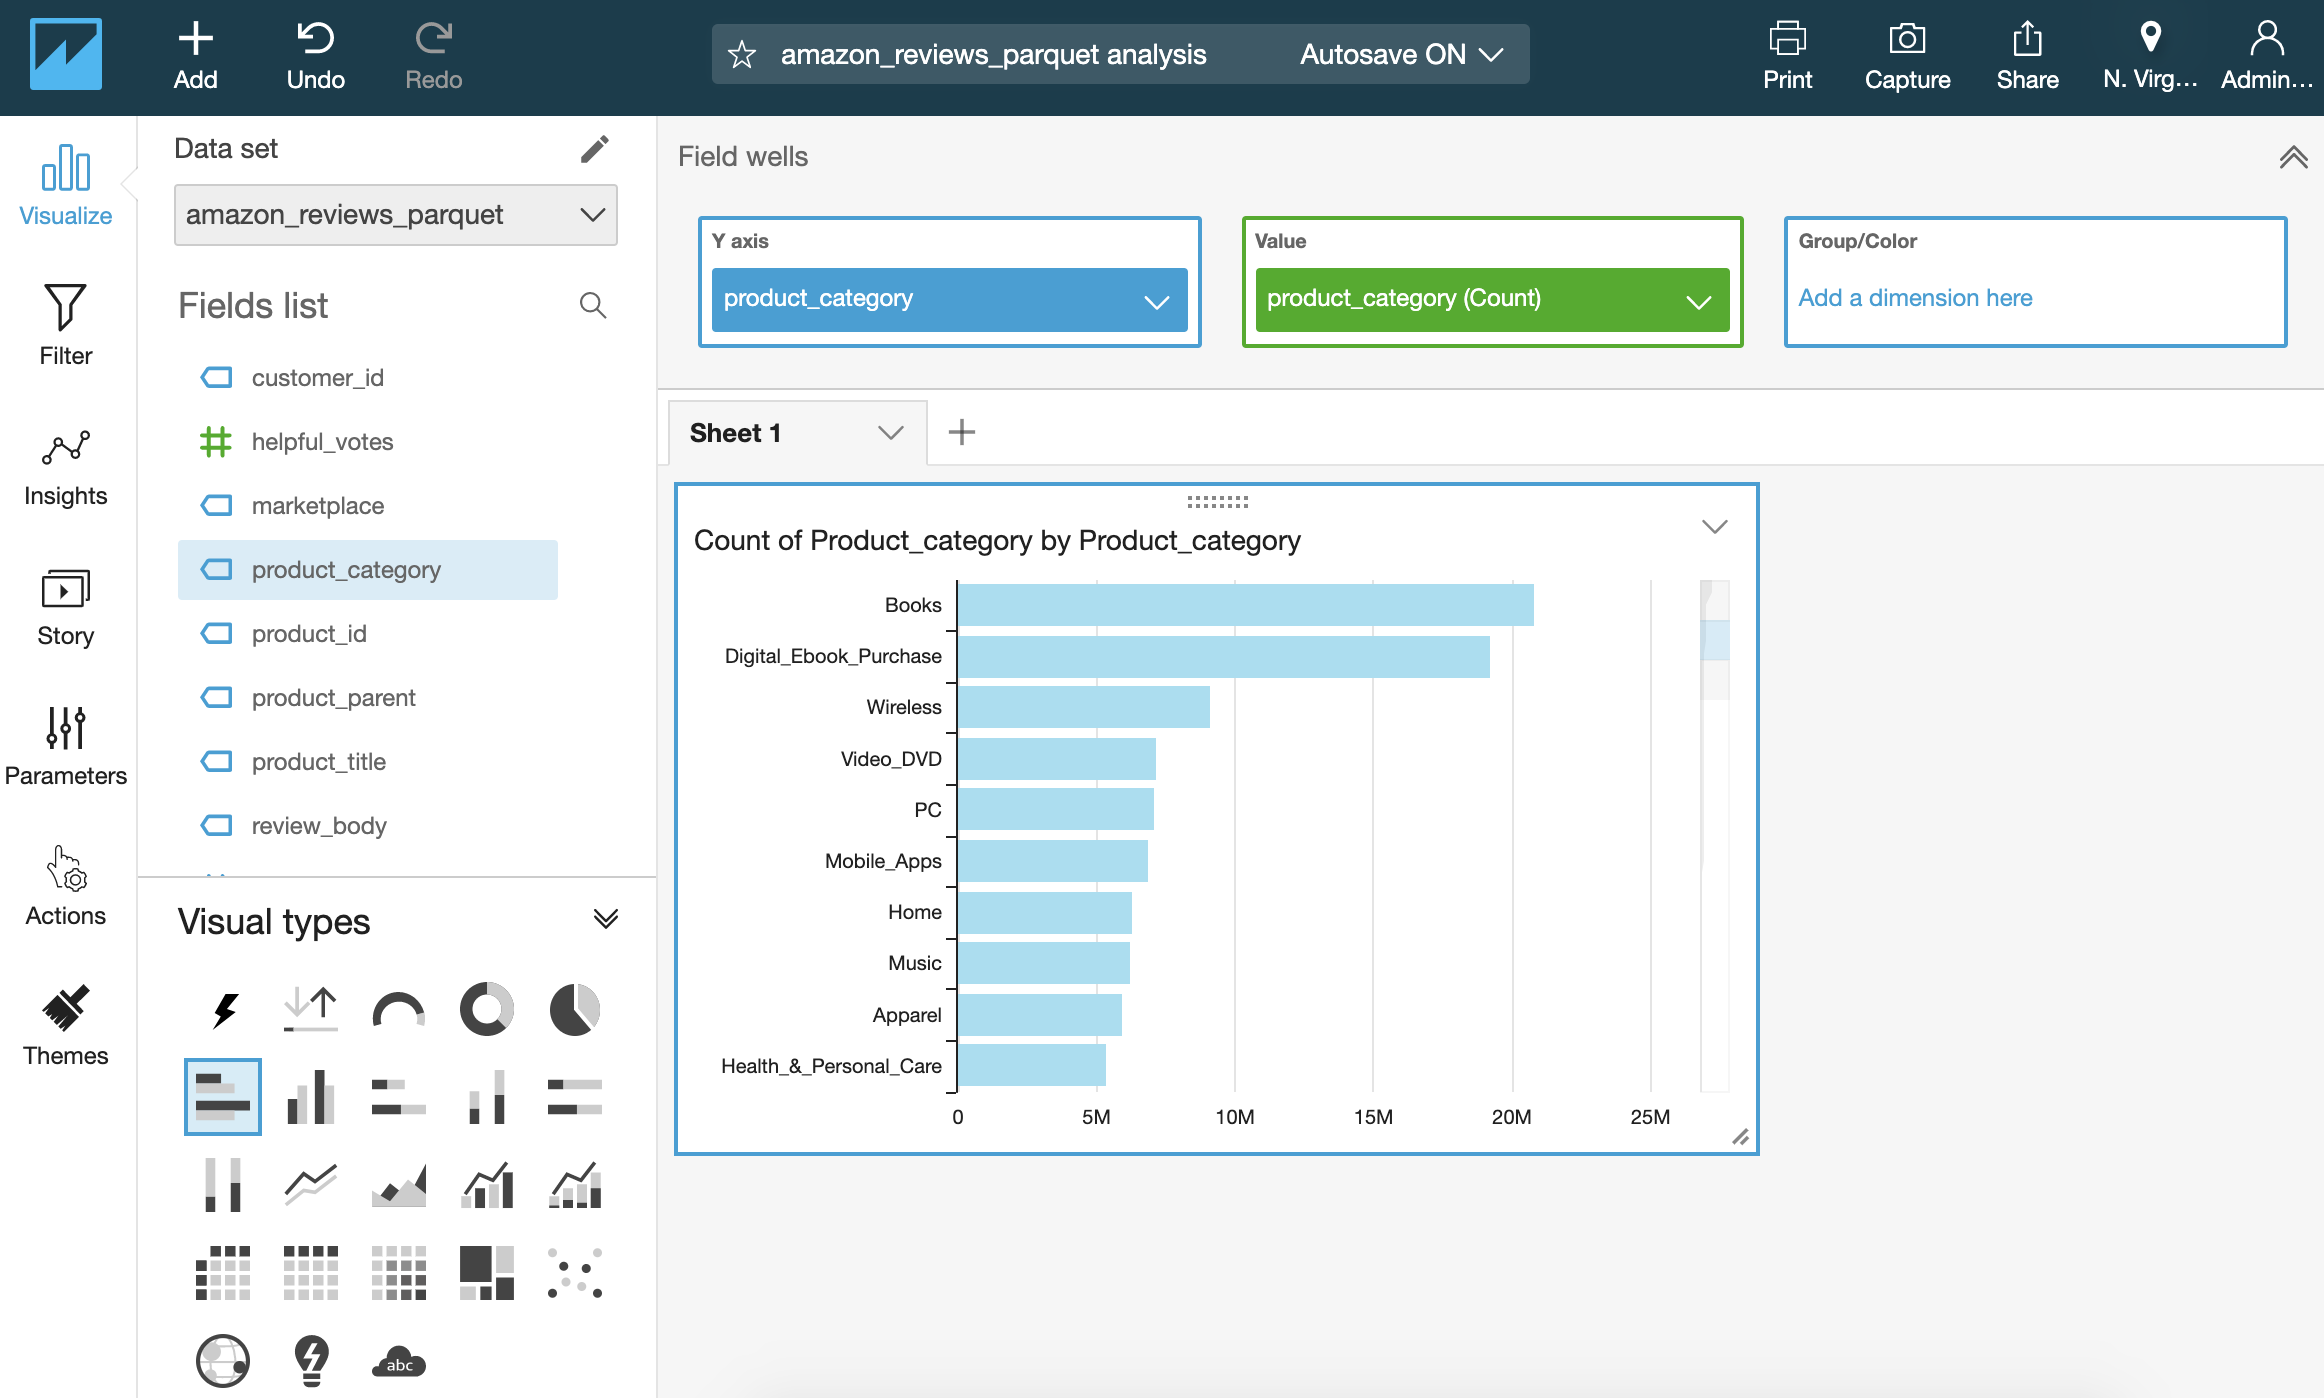 Add
Undo
Redo
amazon_reviews_parquet analysis
Autosave ON
Print
Capture
Share
N. Virg...
Admin...
Visualize
Filter
Insights
Story
Parameters
Actions
Themes
Data set
amazon_reviews_parquet
Fields list
customer_id
helpful_votes
marketplace
product_category
product_id
product_parent
product_title
review_body
Visual types
abc
Field wells
Y axis
product_category
Value
product_category (Count)
Group/Color
Add a dimension here
Sheet 1
Count of Product_category by Product_category
Books
Digital_Ebook_Purchase
Wireless
Video_DVD
PC
Mobile_Apps
Home
Music
Apparel
Health_&_Personal_Care
0 5M 10M 15M 20M 25M